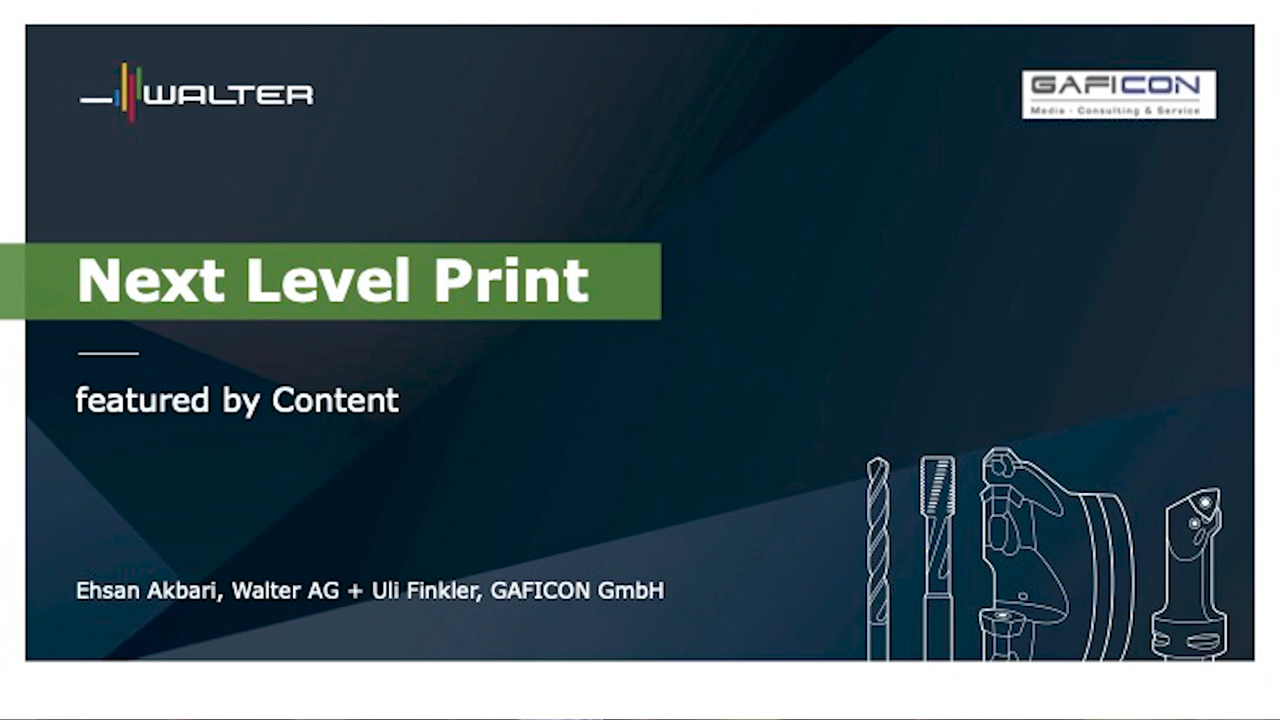 WALTER
GAFICON
Media - Consulting & Service
Next Level Print
featured by Content
Ehsan Akbari, Walter AG + Uli Finkler, GAFICON GmbH